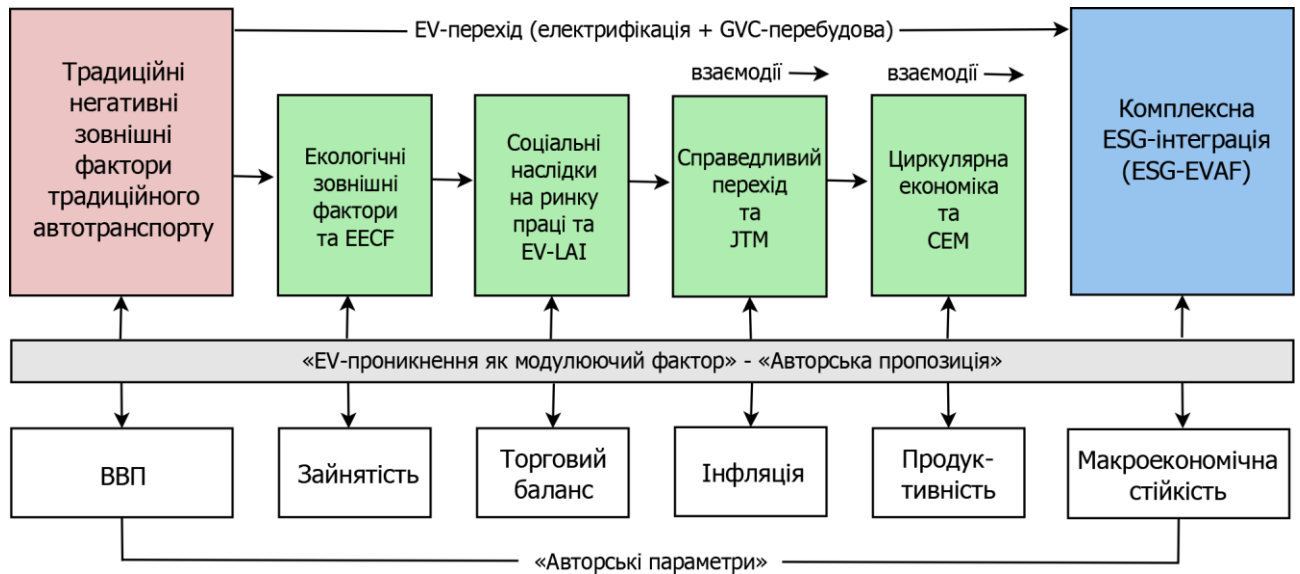 EV-перехід (електрифікація + GVC-перебудова)
Традиційні
негативні
зовнішні
фактори
традиційного
автотранспорту
Екологічні
зовнішні
фактори
та EECF
Соціальні
наслідки
на ринку
праці та
EV-LAI
взаємодії
Справедливий
перехід
та
JTM
взаємодії
Циркулярна
економіка
та
CEM
Комплексна
ESG-інтеграція
(ESG-EVAF)
«EV-проникнення як модулюючий фактор» - «Авторська пропозиція»
ВВП
Зайнятість
Торговий
баланс
Інфляція
Продук-
тивність
Макроекономічна
стійкість
«Авторські параметри»